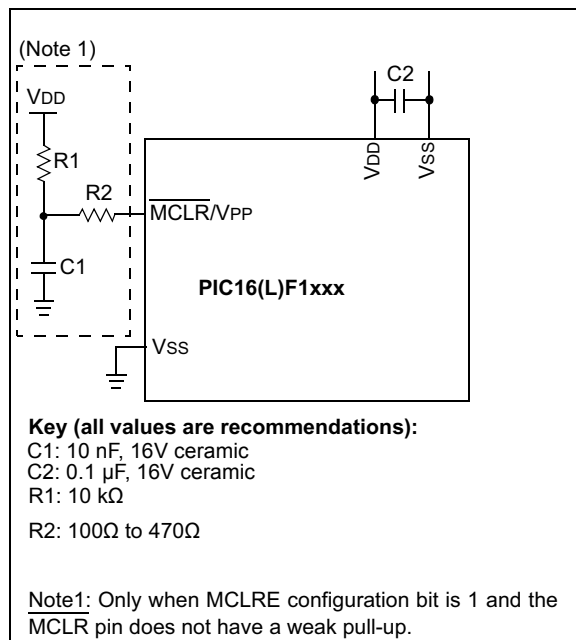 (Note 1)
C2
VDD
R1
R2
C1
MCLR/VPP
VDD
VSS
PIC16(L)F1xxx
VSS
Key (all values are recommendations):
C1: 10 nF, 16V ceramic
C2: 0.1 µF, 16V ceramic
R1: 10 kΩ
R2: 100Ω to 470Ω
Note1: Only when MCLRE configuration bit is 1 and the
MCLR pin does not have a weak pull-up.